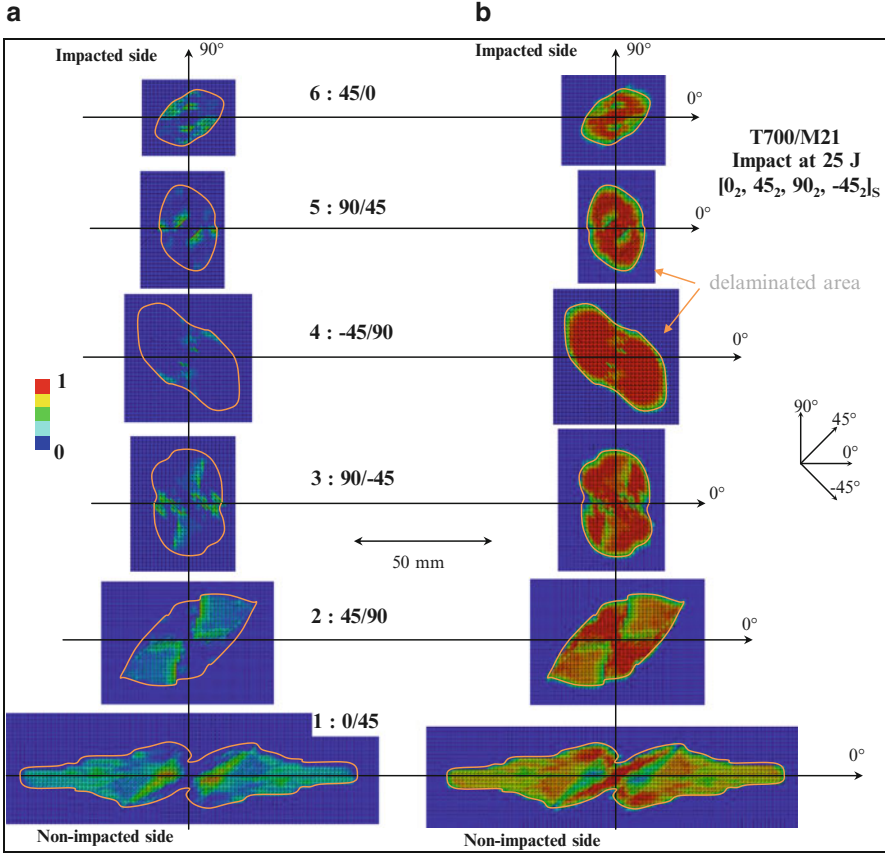 a
b
Impacted side
90°
Impacted side
90°
6 : 45/0
0°
T700/M21
Impact at 25 J
[0₂, 45₂, 90₂, -45₂]S
5 : 90/45
0°
delaminated area
4 : -45/90
0°
1
0
90°
45°
0°
-45°
3 : 90/-45
0°
50 mm
2 : 45/90
0°
1 : 0/45
0°
Non-impacted side
Non-impacted side